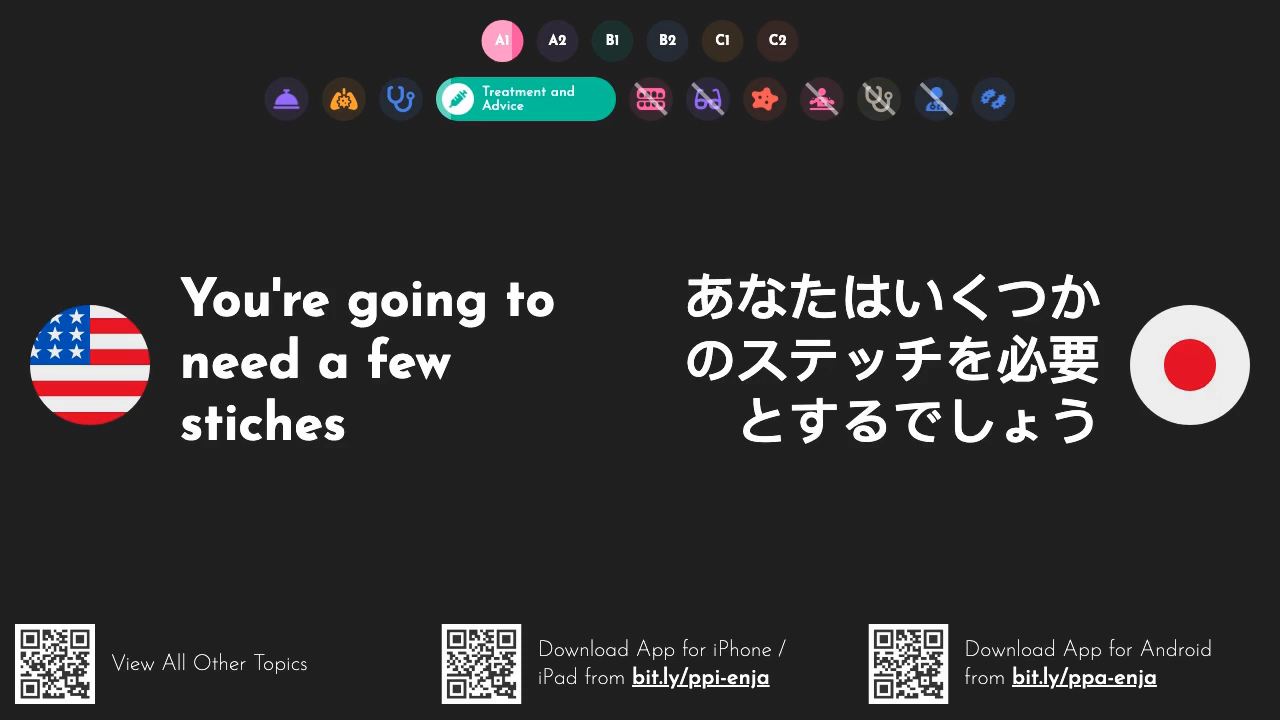 A1 A2 B1 B2 C1 C2
Treatment and
Advice
You're going to
need a few
stiches
あなたはいくつか
のステッチを必要
とするでしょう
View All Other Topics
Download App for iPhone /
iPad from bit.ly/ppi-enja
Download App for Android
from bit.ly/ppa-enja